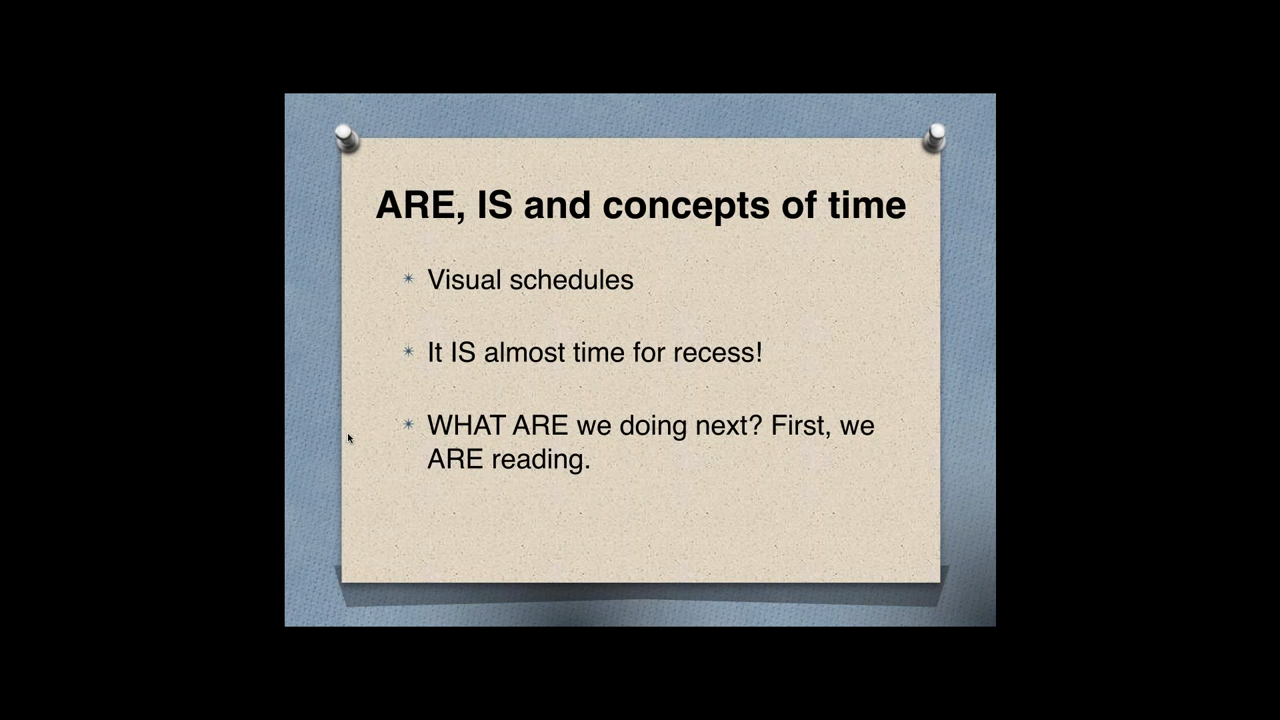 ARE, IS and concepts of time
Visual schedules
It IS almost time for recess!
WHAT ARE we doing next? First, we
ARE reading.